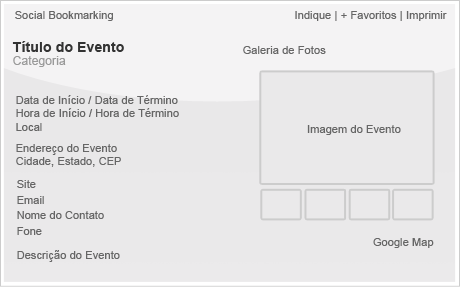 Social Bookmarking
Indique | + Favoritos | Imprimir
Título do Evento
Categoria
Galeria de Fotos
Data de Início / Data de Término
Hora de Início / Hora de Término
Local
Imagem do Evento
Endereço do Evento
Cidade, Estado, CEP
Site
Email
Nome do Contato
Fone
Google Map
Descrição do Evento